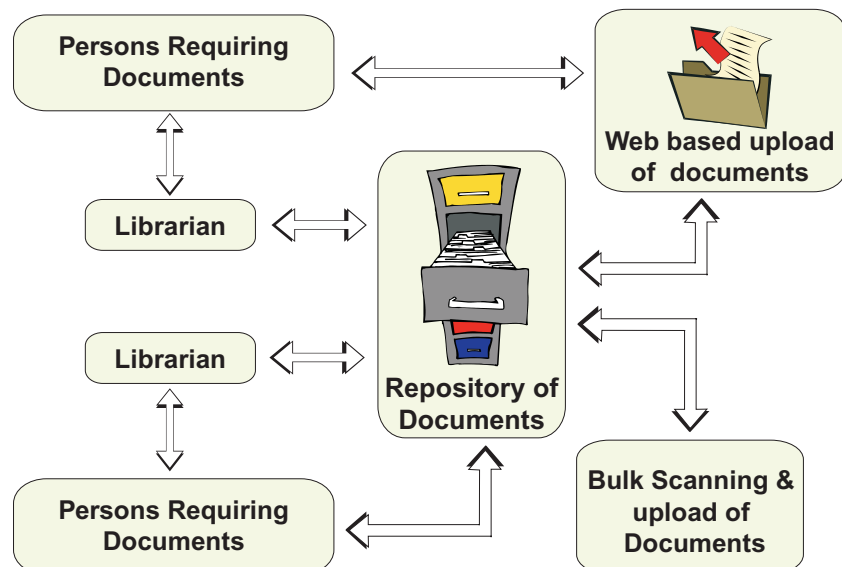 Persons Requiring
Documents
Web based upload
of documents
Librarian
Librarian
Repository of
Documents
Persons Requiring
Documents
Bulk Scanning &
upload of
Documents